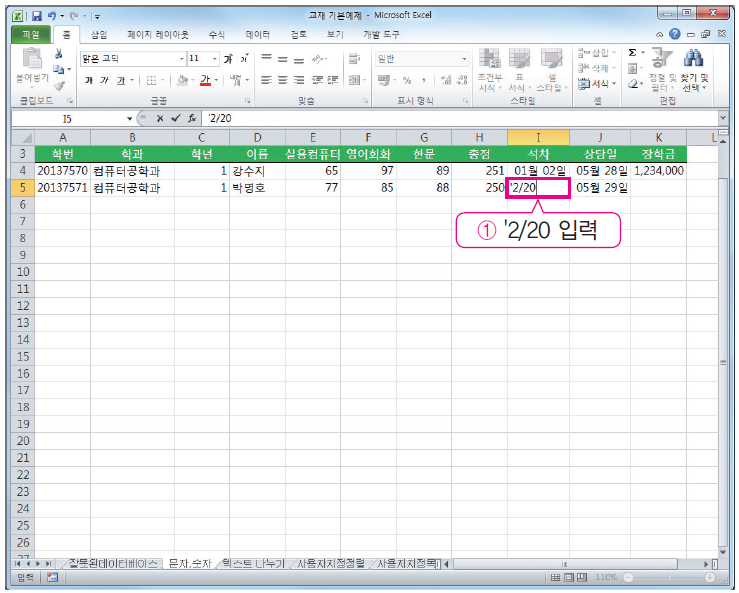 교재 기본예제 - Microsoft Excel
파일 홈 삽입 페이지 레이아웃 수식 데이터 검토 보기 개발 도구
붙여넣기 맑은 고딕 11 가 가 일반 조건부 서식 표 서식 셀 스타일 삽입 삭제 서식 정렬 및 필터 찾기 및 선택
클립보드 글꼴 맞춤 표시 형식 스타일 셀 편집
I5 '2/20
A B C D E F G H I J K L
3 학번 학과 학년 이름 실용컴퓨터 영어회화 한문 총점 석차 상담일 장학금
4 20137570 컴퓨터공학과 1 강수지 65 97 89 251 01월 02일 05월 28일 1,234,000
5 20137571 컴퓨터공학과 1 박명호 77 85 88 250 '2/20 05월 29일
① '2/20 입력
6
7
8
9
10
11
12
13
14
15
16
17
18
19
20
21
22
23
24
25
26
27
잘못된데이터베이스 문자,숫자 텍스트 나누기 사용자지정정렬 사용자지정목
입력 110%